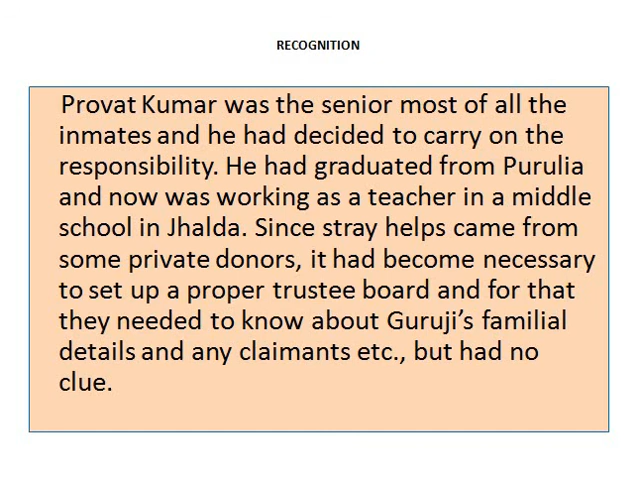 RECOGNITION
Provat Kumar was the senior most of all the
inmates and he had decided to carry on the
responsibility. He had graduated from Purulia
and now was working as a teacher in a middle
school in Jhalda. Since stray helps came from
some private donors, it had become necessary
to set up a proper trustee board and for that
they needed to know about Guruji’s familial
details and any claimants etc., but had no
clue.